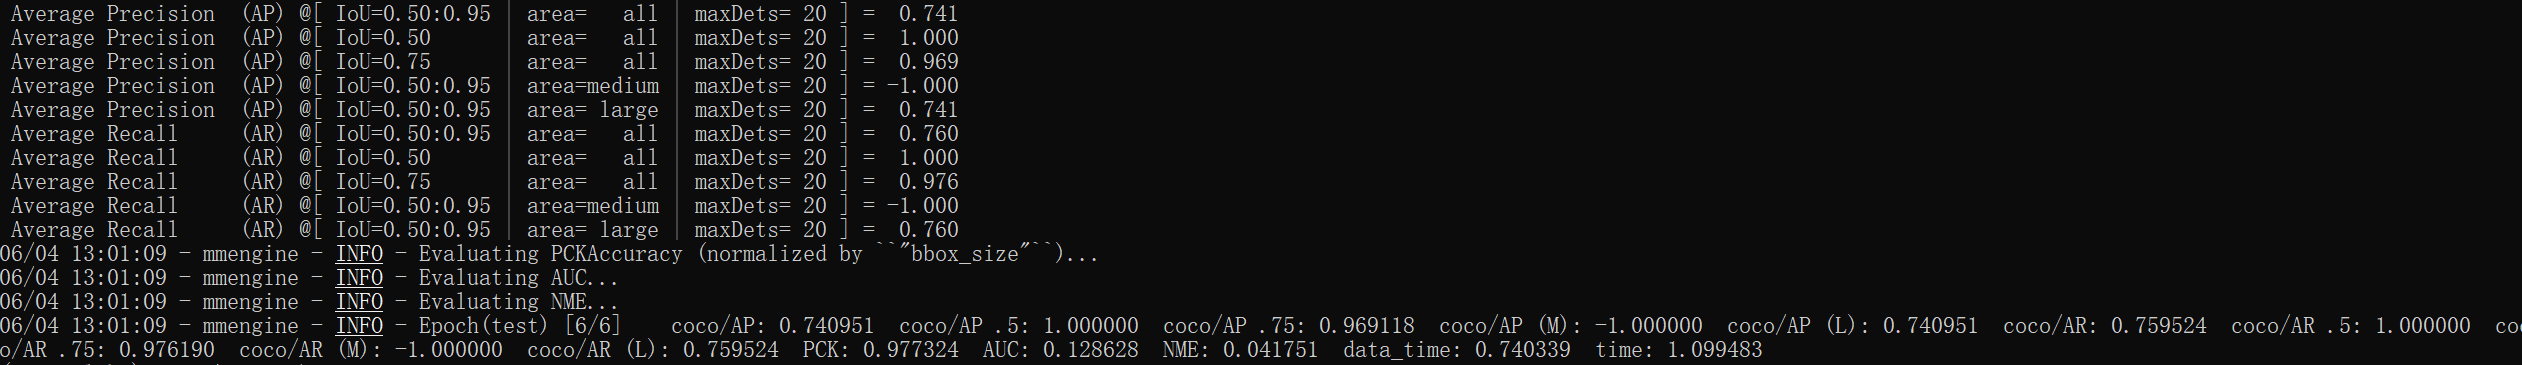 Average Precision  (AP) @[ IoU=0.50:0.95 | area=   all | maxDets= 20 ] =  0.741
Average Precision  (AP) @[ IoU=0.50      | area=   all | maxDets= 20 ] =  1.000
Average Precision  (AP) @[ IoU=0.75      | area=   all | maxDets= 20 ] =  0.969
Average Precision  (AP) @[ IoU=0.50:0.95 | area=medium | maxDets= 20 ] = -1.000
Average Precision  (AP) @[ IoU=0.50:0.95 | area= large | maxDets= 20 ] =  0.741
Average Recall     (AR) @[ IoU=0.50:0.95 | area=   all | maxDets= 20 ] =  0.760
Average Recall     (AR) @[ IoU=0.50      | area=   all | maxDets= 20 ] =  1.000
Average Recall     (AR) @[ IoU=0.75      | area=   all | maxDets= 20 ] =  0.976
Average Recall     (AR) @[ IoU=0.50:0.95 | area=medium | maxDets= 20 ] = -1.000
Average Recall     (AR) @[ IoU=0.50:0.95 | area= large | maxDets= 20 ] =  0.760
06/04 13:01:09 - mmengine - INFO - Evaluating PCKAccuracy (normalized by ``"bbox_size"``)...
06/04 13:01:09 - mmengine - INFO - Evaluating AUC...
06/04 13:01:09 - mmengine - INFO - Evaluating NME...
06/04 13:01:09 - mmengine - INFO - Epoch(test) [6/6]    coco/AP: 0.740951  coco/AP .5: 1.000000  coco/AP .75: 0.969118  coco/AP (M): -1.000000  coco/AP (L): 0.740951  coco/AR: 0.759524  coco/AR .5: 1.000000  co
o/AR .75: 0.976190  coco/AR (M): -1.000000  coco/AR (L): 0.759524  PCK: 0.977324  AUC: 0.128628  NME: 0.041751  data_time: 0.740339  time: 1.099483